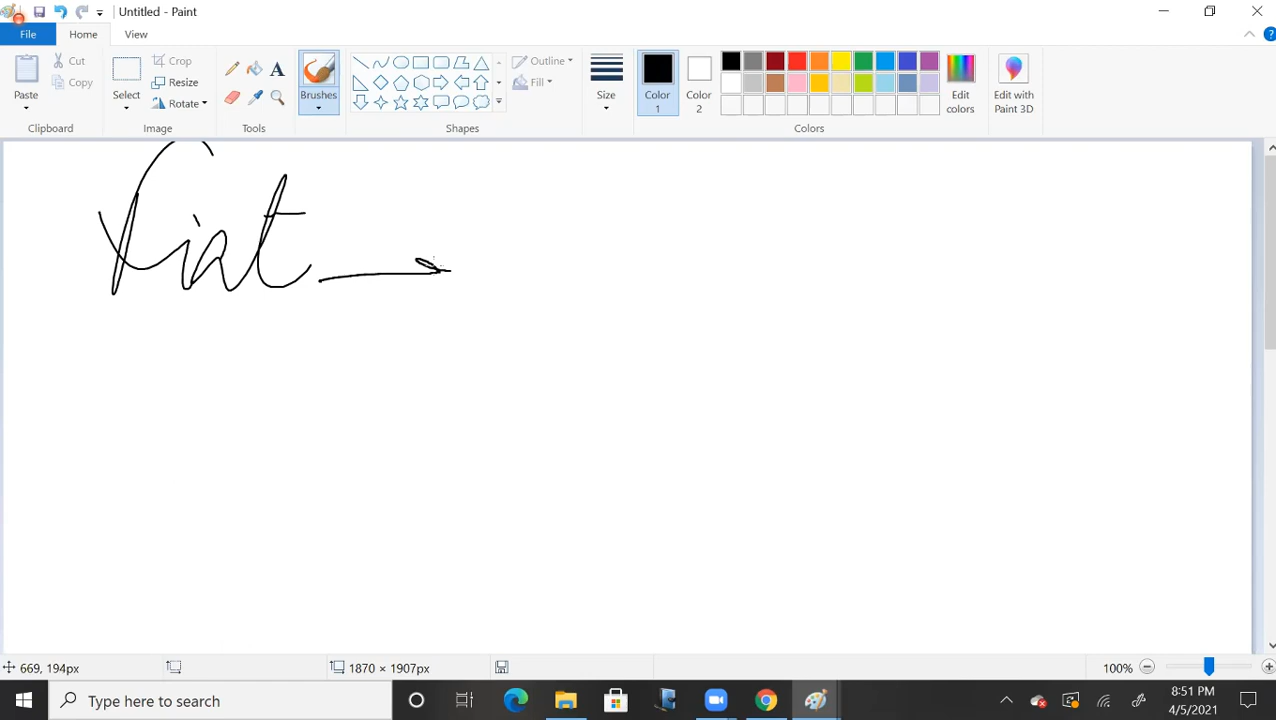 Untitled - Paint
File Home View
Paste
Cut
Copy
Clipboard
Select
Crop
Resize
Rotate
Image
Tools
Brushes
Outline
Fill
Shapes
Size
Color 1
Color 2
Colors
Edit colors
Edit with Paint 3D
Fiat
669, 194px
1870 × 1907px
100%
Type here to search
8:51 PM
4/5/2021